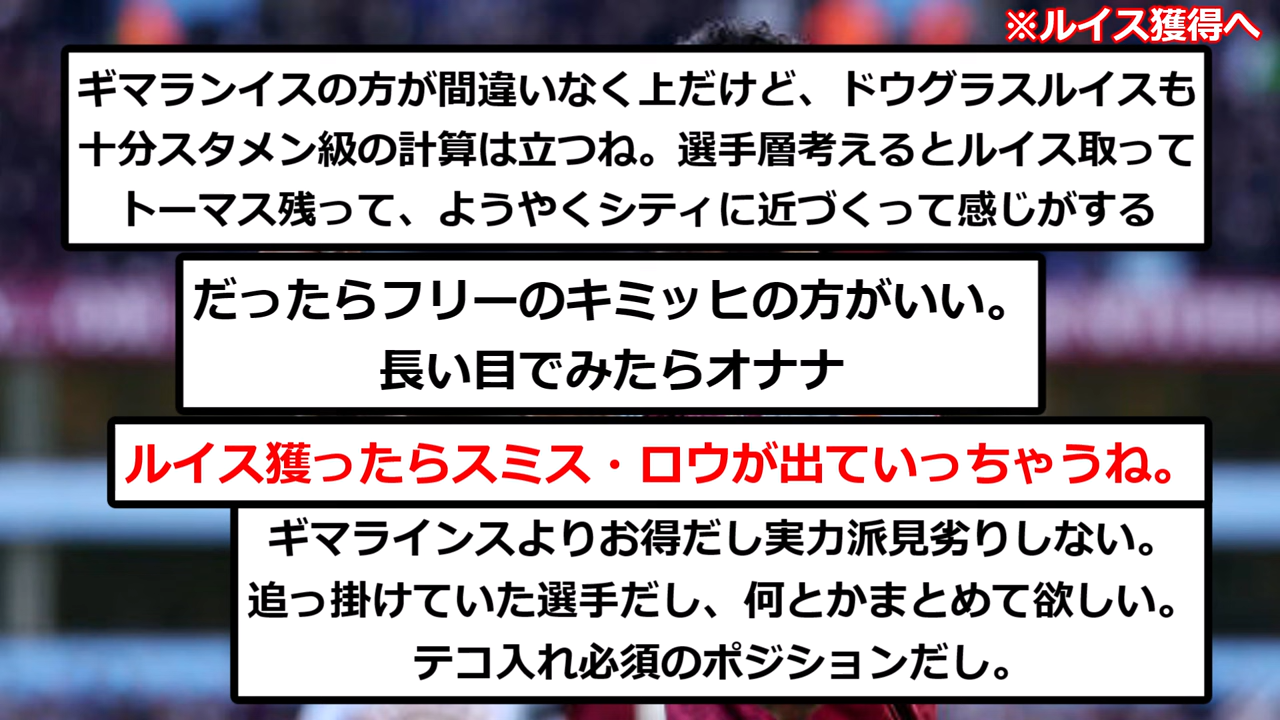 ※ルイス獲得へ
ギマランイスの方が間違いなく上だけど、ドウグラスルイスも
十分スタメン級の計算は立つね。選手層考えるとルイス取って
トーマス残って、ようやくシティに近づくって感じがする
だったらフリーのキミッヒの方がいい。
長い目でみたらオナナ
ルイス獲ったらスミス・ロウが出ていっちゃうね。
ギマラインスよりお得だし実力派見劣りしない。
追っ掛けていた選手だし、何とかまとめて欲しい。
テコ入れ必須のポジションだし。